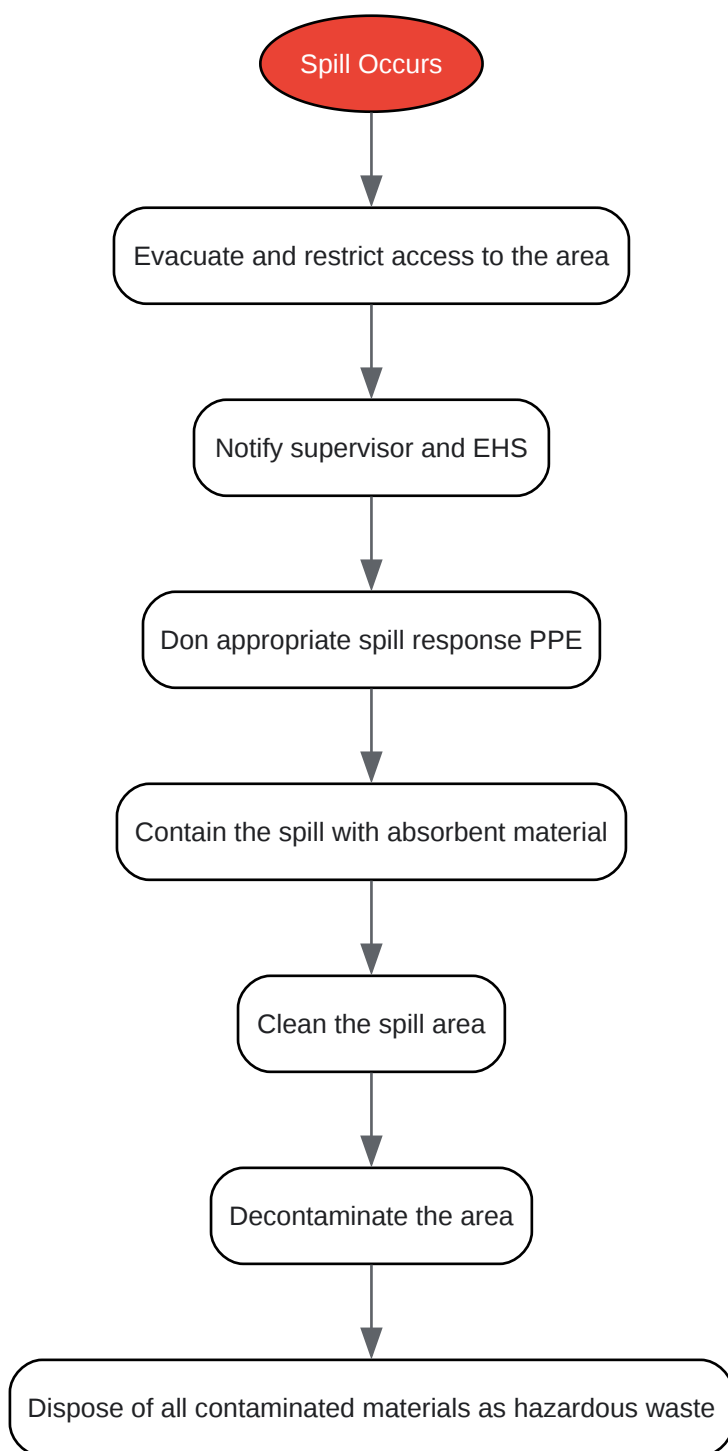 Spill Occurs
Evacuate and restrict access to the area
Notify supervisor and EHS
Don appropriate spill response PPE
Contain the spill with absorbent material
Clean the spill area
Decontaminate the area
Dispose of all contaminated materials as hazardous waste